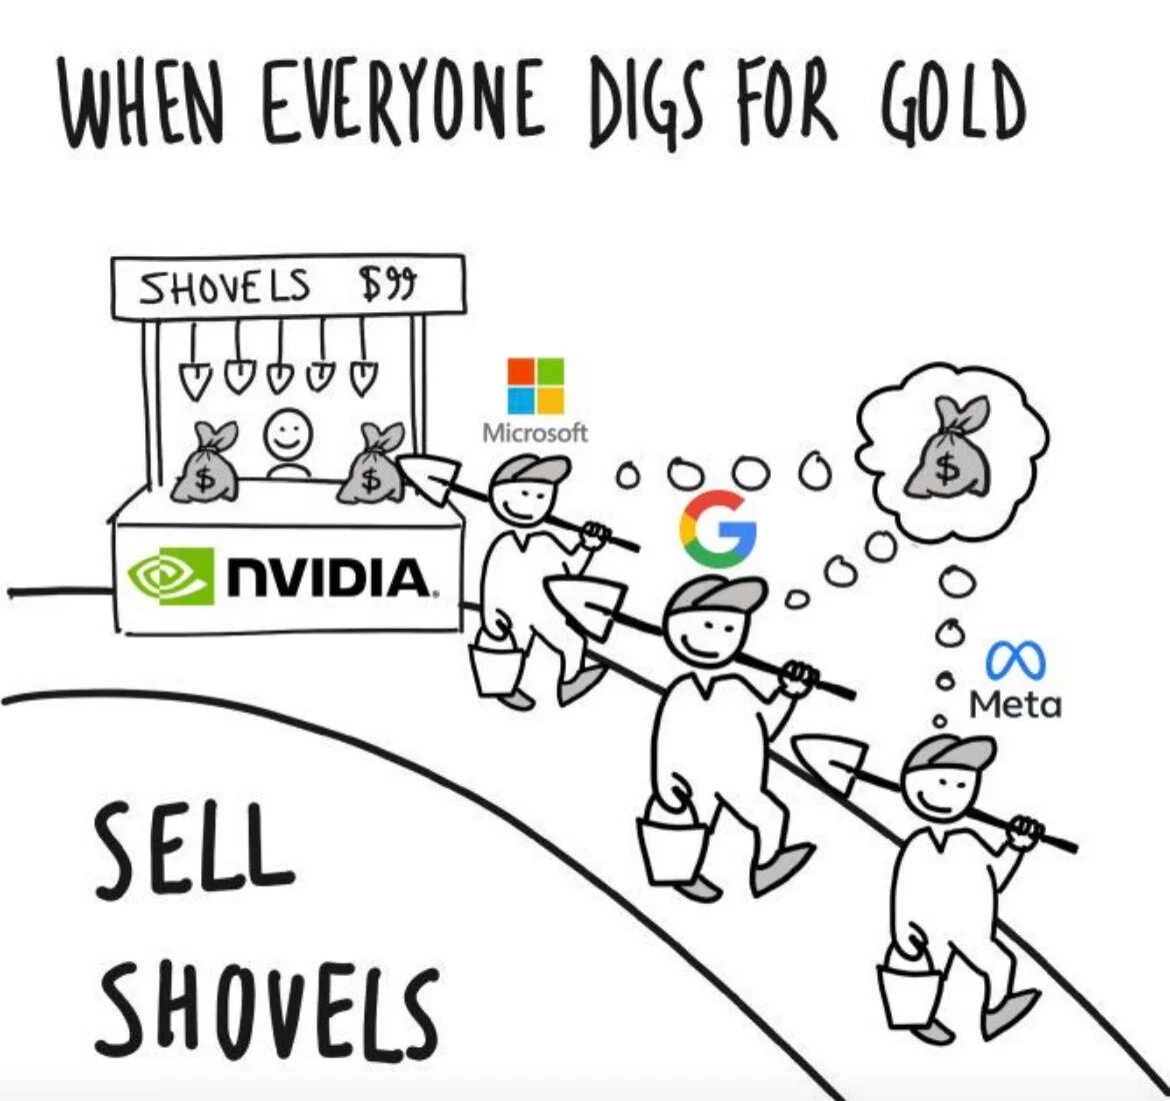 WHEN EVERYONE DIGS FOR GOLD
SHOVELS $99
Microsoft
$
$
$
G
NVIDIA.
Meta
SELL
SHOVELS